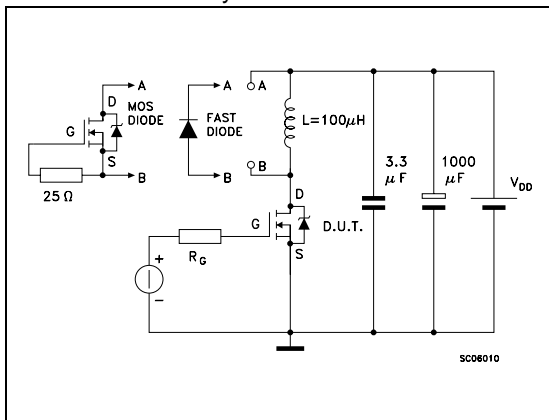 A
D
MOS
DIODE
G
S
B
25 Ω
A
FAST
DIODE
B
A
L=100μH
B
D
G
S
D.U.T.
RG
+
−
3.3
μF
1000
μF
VDD
SC06010